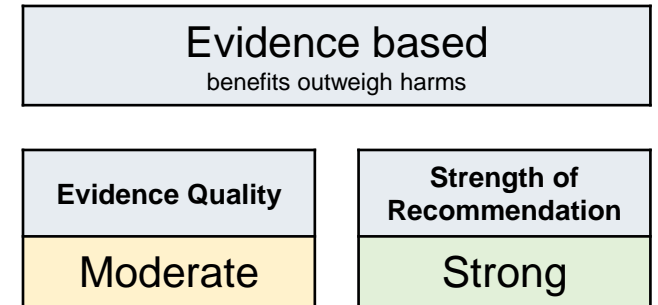 Evidence based
benefits outweigh harms
Evidence Quality
Moderate
Strength of
Recommendation
Strong